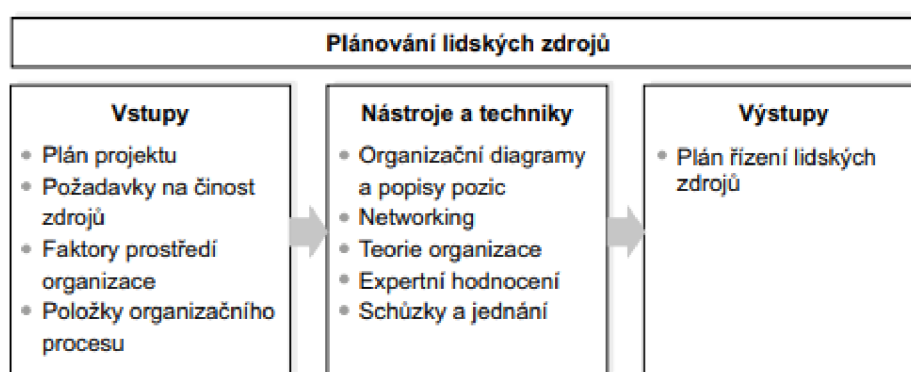 Plánování lidských zdrojů
Vstupy
Plán projektu
Požadavky na činost
zdrojů
Faktory prostředí
organizace
Položky organizačního
procesu
Nástroje a techniky
Organizační diagramy
a popisy pozic
Networking
Teorie organizace
Expertní hodnocení
Schůzky a jednání
Výstupy
Plán řízení lidských
zdrojů